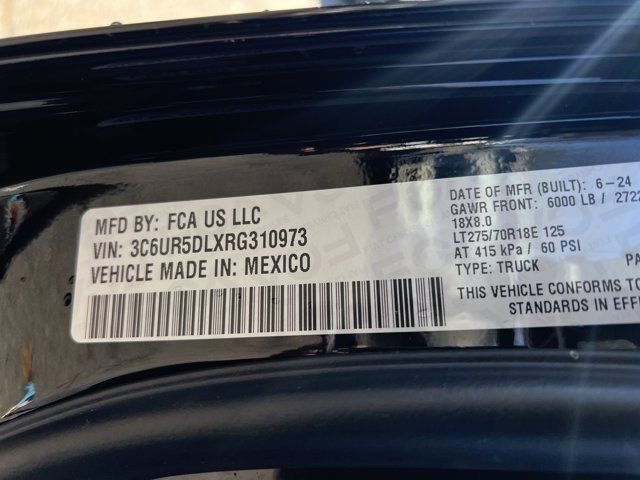 MFD BY: FCA US LLC
VIN: 3C6UR5DLXRG310973
VEHICLE MADE IN: MEXICO
DATE OF MFR (BUILT): 6-24
GAWR FRONT: 6000 LB / 2722
18X8.0
LT275/70R18E 125
AT 415 kPa / 60 PSI
TYPE: TRUCK
THIS VEHICLE CONFORMS TO
STANDARDS IN EFF